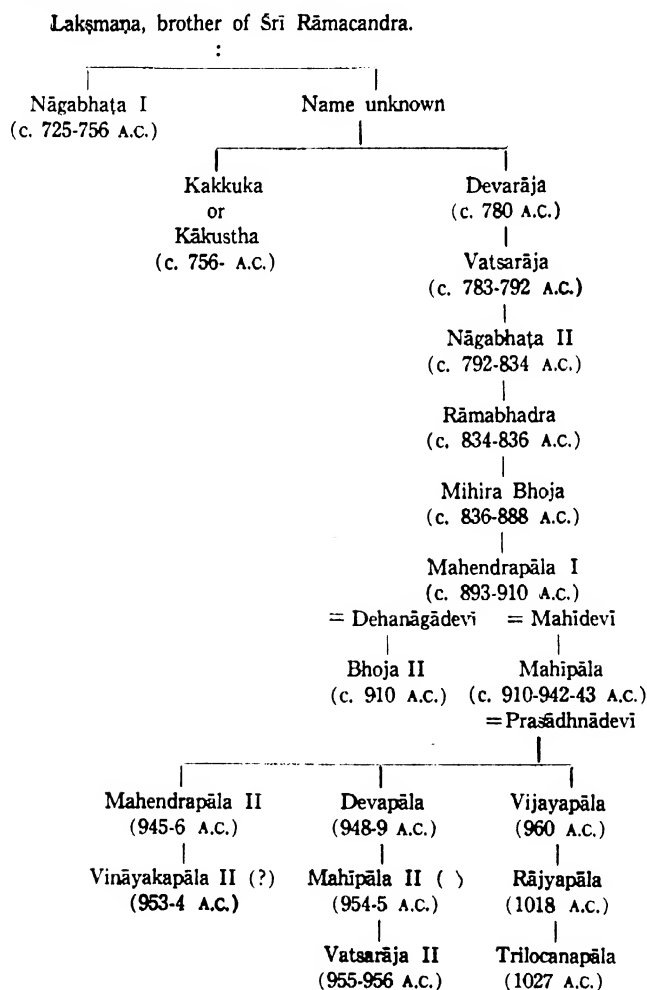 Lakṣmaṇa, brother of Śrī Rāmacandra.
:
Nāgabhaṭa I Name unknown
(c. 725-756 A.C.)
Kakkuka Devarāja
or (c. 780 A.C.)
Kākustha
(c. 756- A.C.) Vatsarāja
(c. 783-792 A.C.)
Nāgabhaṭa II
(c. 792-834 A.C.)
Rāmabhadra
(c. 834-836 A.C.)
Mihira Bhoja
(c. 836-888 A.C.)
Mahendrapāla I
(c. 893-910 A.C.)
= Dehanāgādevī = Mahīdevī
Bhoja II Mahīpāla
(c. 910 A.C.) (c. 910-942-43 A.C.)
=Prasādhnādevī
Mahendrapāla II Devapāla Vijayapāla
(945-6 A.C.) (948-9 A.C.) (960 A.C.)
Vināyakapāla II (?) Mahīpāla II ( ) Rājyapāla
(953-4 A.C.) (954-5 A.C.) (1018 A.C.)
Vatsarāja II Trilocanapāla
(955-956 A.C.) (1027 A.C.)